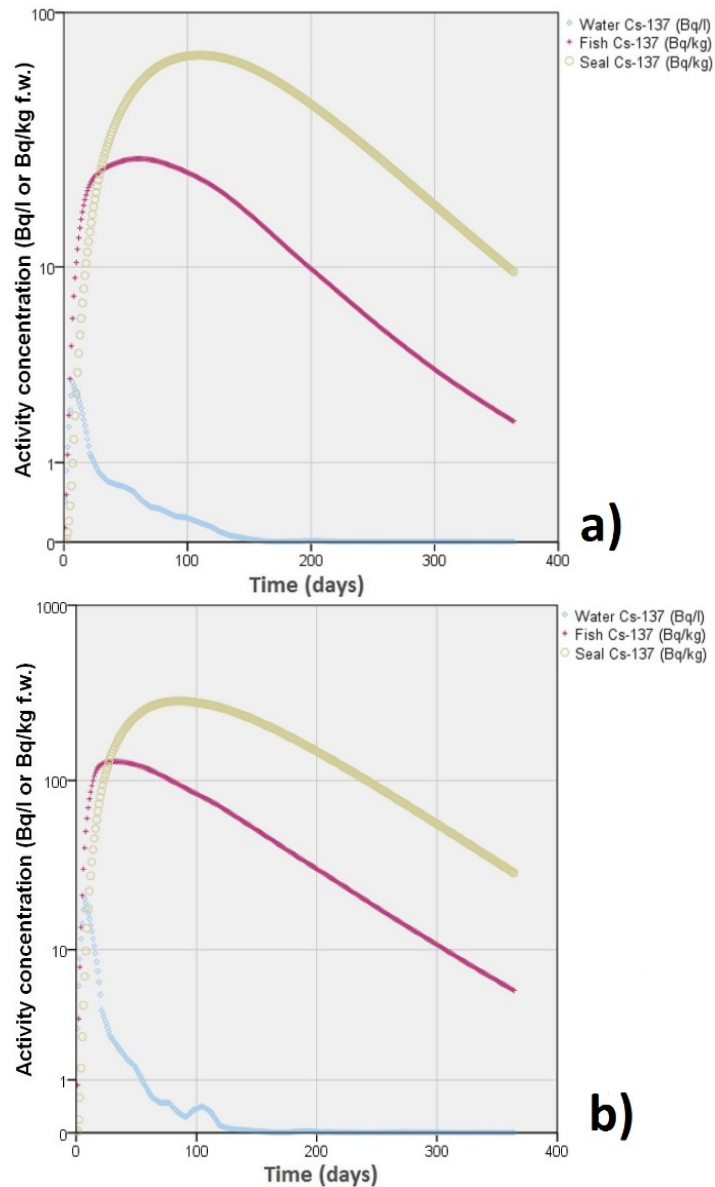 100
10
1
0
0
100
200
300
400
Activity concentration (Bq/l or Bq/kg f.w.)
Time (days)
Water Cs-137 (Bq/l)
Fish Cs-137 (Bq/kg)
Seal Cs-137 (Bq/kg)
a)
1000
100
10
1
0
0
100
200
300
400
Activity concentration (Bq/l or Bq/kg f.w.)
Time (days)
Water Cs-137 (Bq/l)
Fish Cs-137 (Bq/kg)
Seal Cs-137 (Bq/kg)
b)